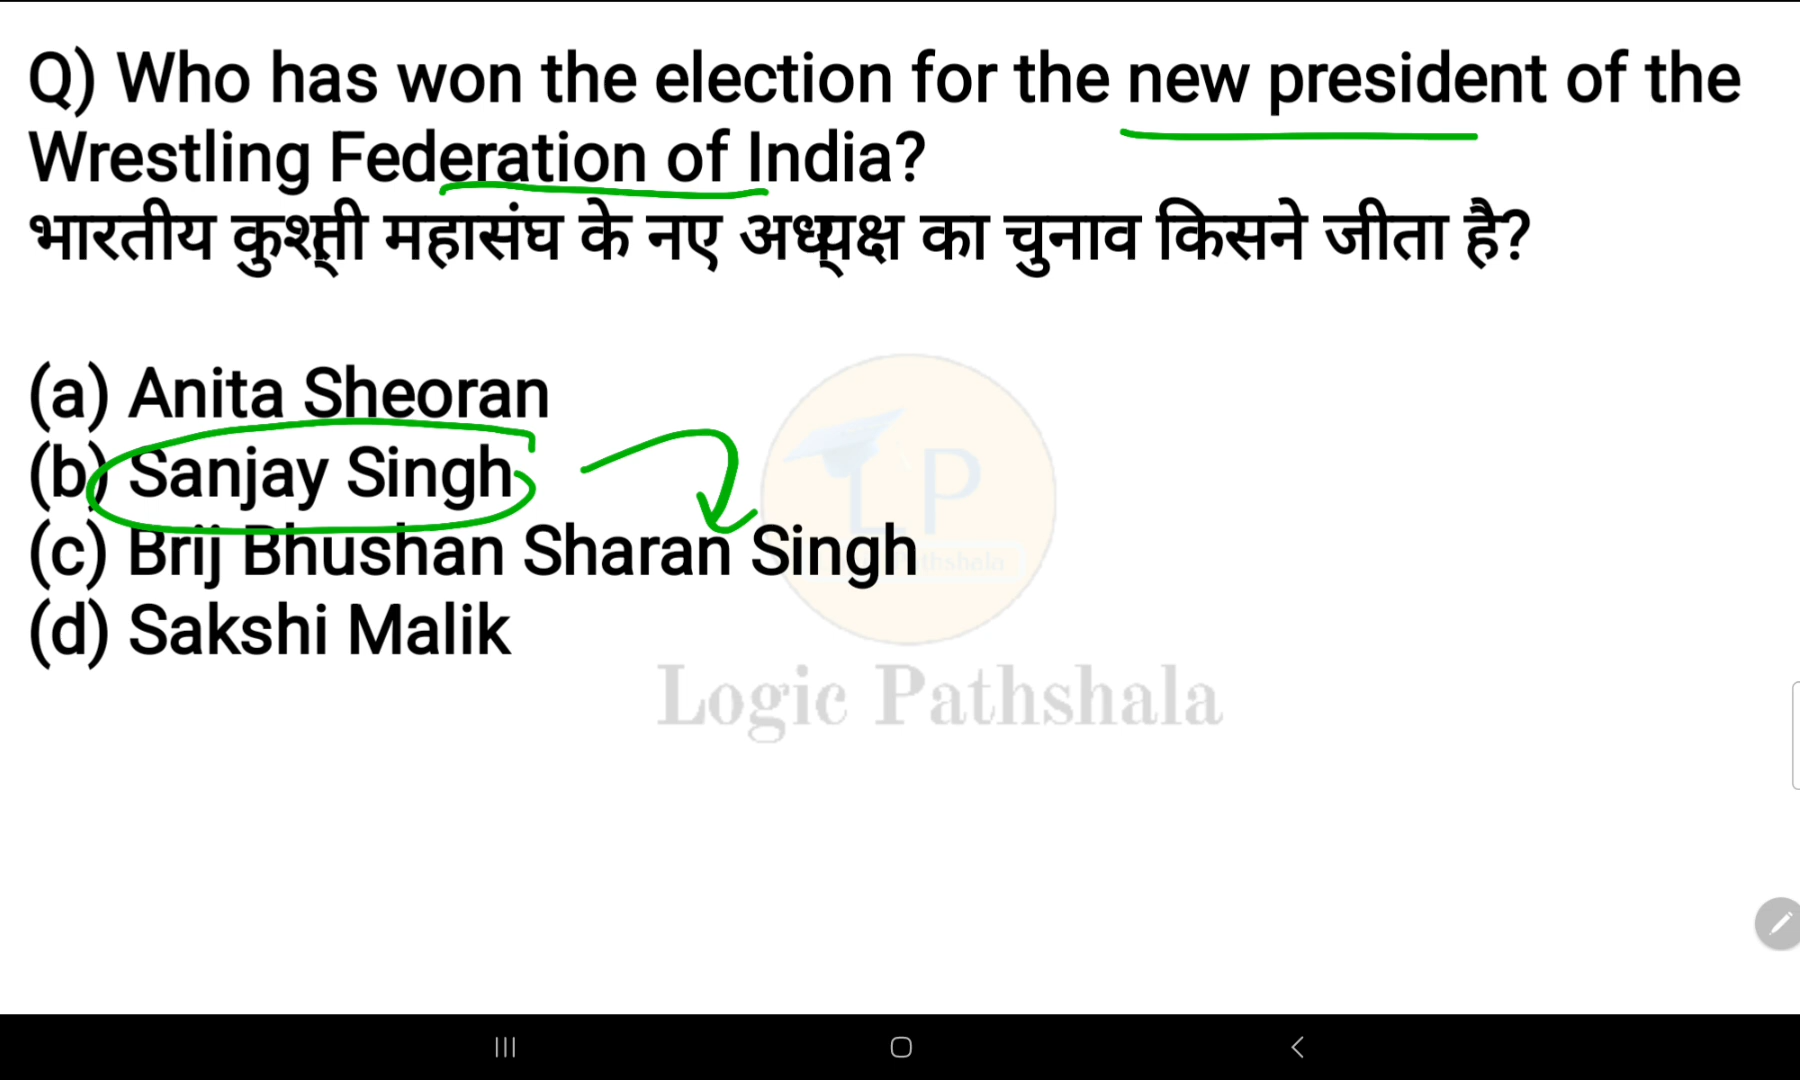 Q) Who has won the election for the new president of the
Wrestling Federation of India?
भारतीय कुश्ती महासंघ के नए अध्यक्ष का चुनाव किसने जीता है?
(a) Anita Sheoran
(b) Sanjay Singh
(c) Brij Bhushan Sharan Singh
(d) Sakshi Malik
LP
Logic Pathshala